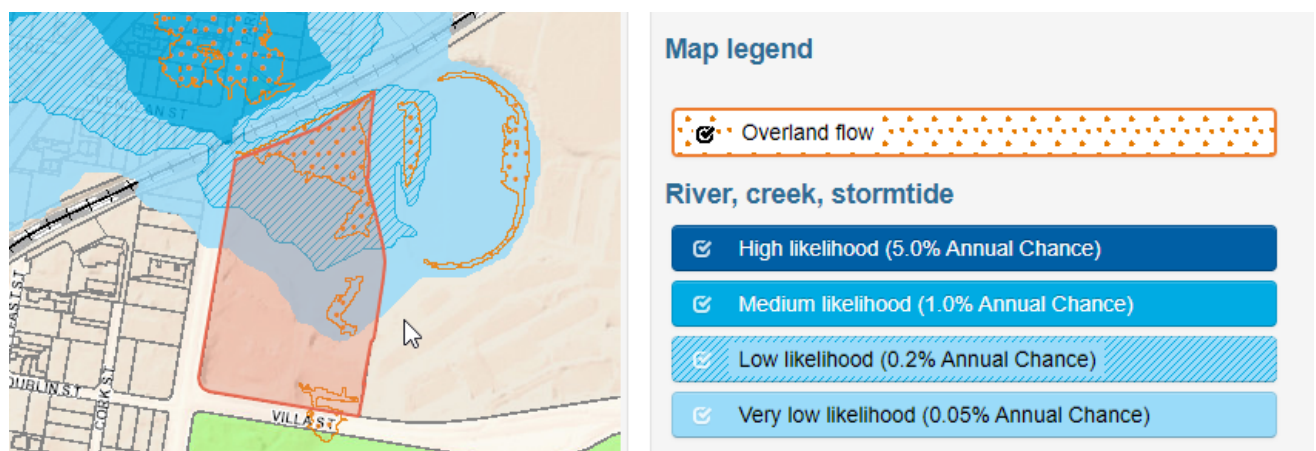 VENETIAN ST
DUBLIN ST
CORK ST
VILLA ST
Map legend
Overland flow
River, creek, stormtide
High likelihood (5.0% Annual Chance)
Medium likelihood (1.0% Annual Chance)
Low likelihood (0.2% Annual Chance)
Very low likelihood (0.05% Annual Chance)